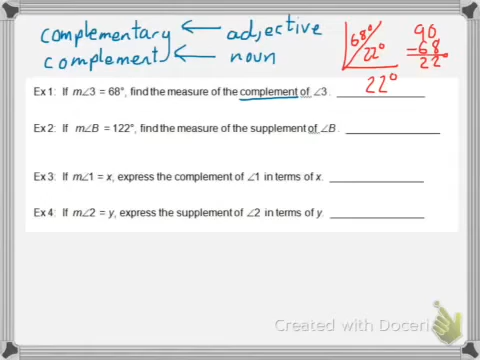 complementary ← adjective
complement ← noun
68°
22°
90
-68
22
22°
Ex 1: If m∠3 = 68°, find the measure of the complement of ∠3.
Ex 2: If m∠B = 122°, find the measure of the supplement of ∠B.
Ex 3: If m∠1 = x, express the complement of ∠1 in terms of x.
Ex 4: If m∠2 = y, express the supplement of ∠2 in terms of y.
Created with Doceri